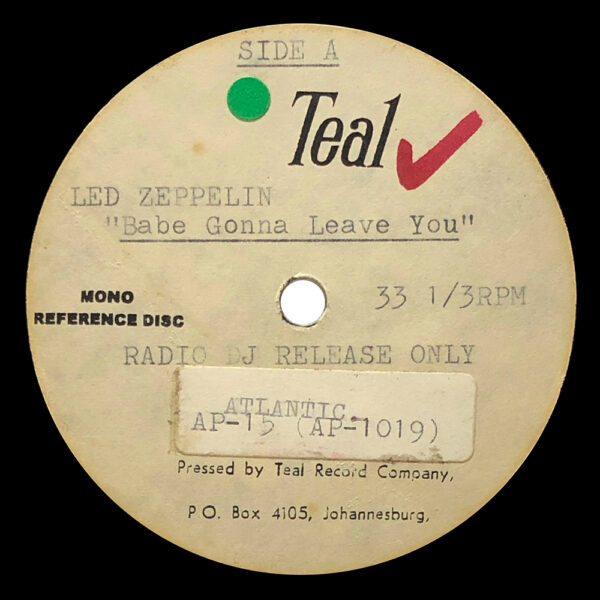 SIDE A
Teal
LED ZEPPELIN
"Babe Gonna Leave You"
MONO
REFERENCE DISC
33 1/3RPM
RADIO DJ RELEASE ONLY
ATLANTIC.
AP-15 (AP-1019)
Pressed by Teal Record Company,
P O. Box 4105, Johannesburg,